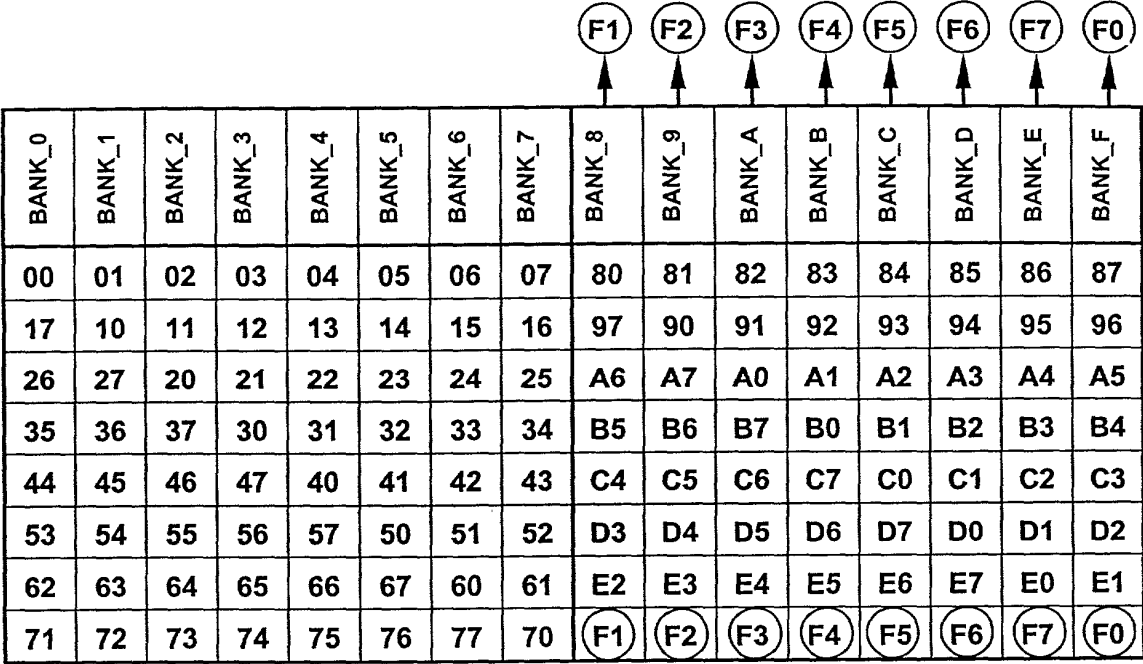 F1 F2 F3 F4 F5 F6 F7 F0
BANK_0 BANK_1 BANK_2 BANK_3 BANK_4 BANK_5 BANK_6 BANK_7 BANK_8 BANK_9 BANK_A BANK_B BANK_C BANK_D BANK_E BANK_F
00 01 02 03 04 05 06 07 80 81 82 83 84 85 86 87
17 10 11 12 13 14 15 16 97 90 91 92 93 94 95 96
26 27 20 21 22 23 24 25 A6 A7 A0 A1 A2 A3 A4 A5
35 36 37 30 31 32 33 34 B5 B6 B7 B0 B1 B2 B3 B4
44 45 46 47 40 41 42 43 C4 C5 C6 C7 C0 C1 C2 C3
53 54 55 56 57 50 51 52 D3 D4 D5 D6 D7 D0 D1 D2
62 63 64 65 66 67 60 61 E2 E3 E4 E5 E6 E7 E0 E1
71 72 73 74 75 76 77 70 F1 F2 F3 F4 F5 F6 F7 F0